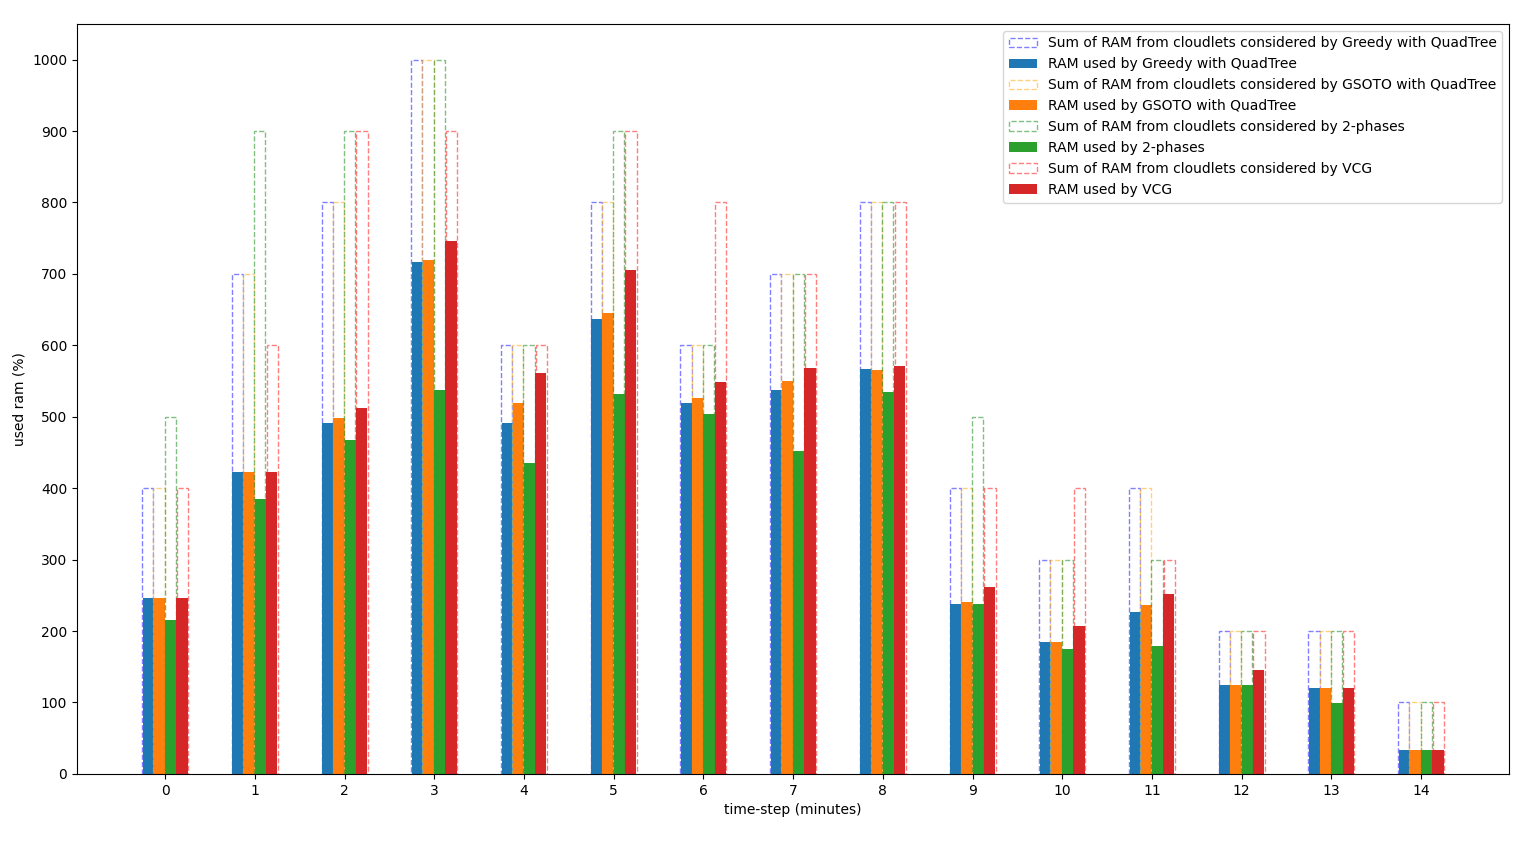 1000
900
800
700
600
500
400
300
200
100
0
used ram (%)
Sum of RAM from cloudlets considered by Greedy with QuadTree
RAM used by Greedy with QuadTree
Sum of RAM from cloudlets considered by GSOTO with QuadTree
RAM used by GSOTO with QuadTree
Sum of RAM from cloudlets considered by 2-phases
RAM used by 2-phases
Sum of RAM from cloudlets considered by VCG
RAM used by VCG
0 1 2 3 4 5 6 7 8 9 10 11 12 13 14
time-step (minutes)